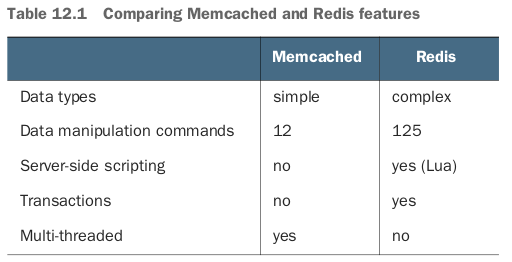 Table 12.1 Comparing Memcached and Redis features
Memcached Redis
Data types simple complex
Data manipulation commands 12 125
Server-side scripting no yes (Lua)
Transactions no yes
Multi-threaded yes no